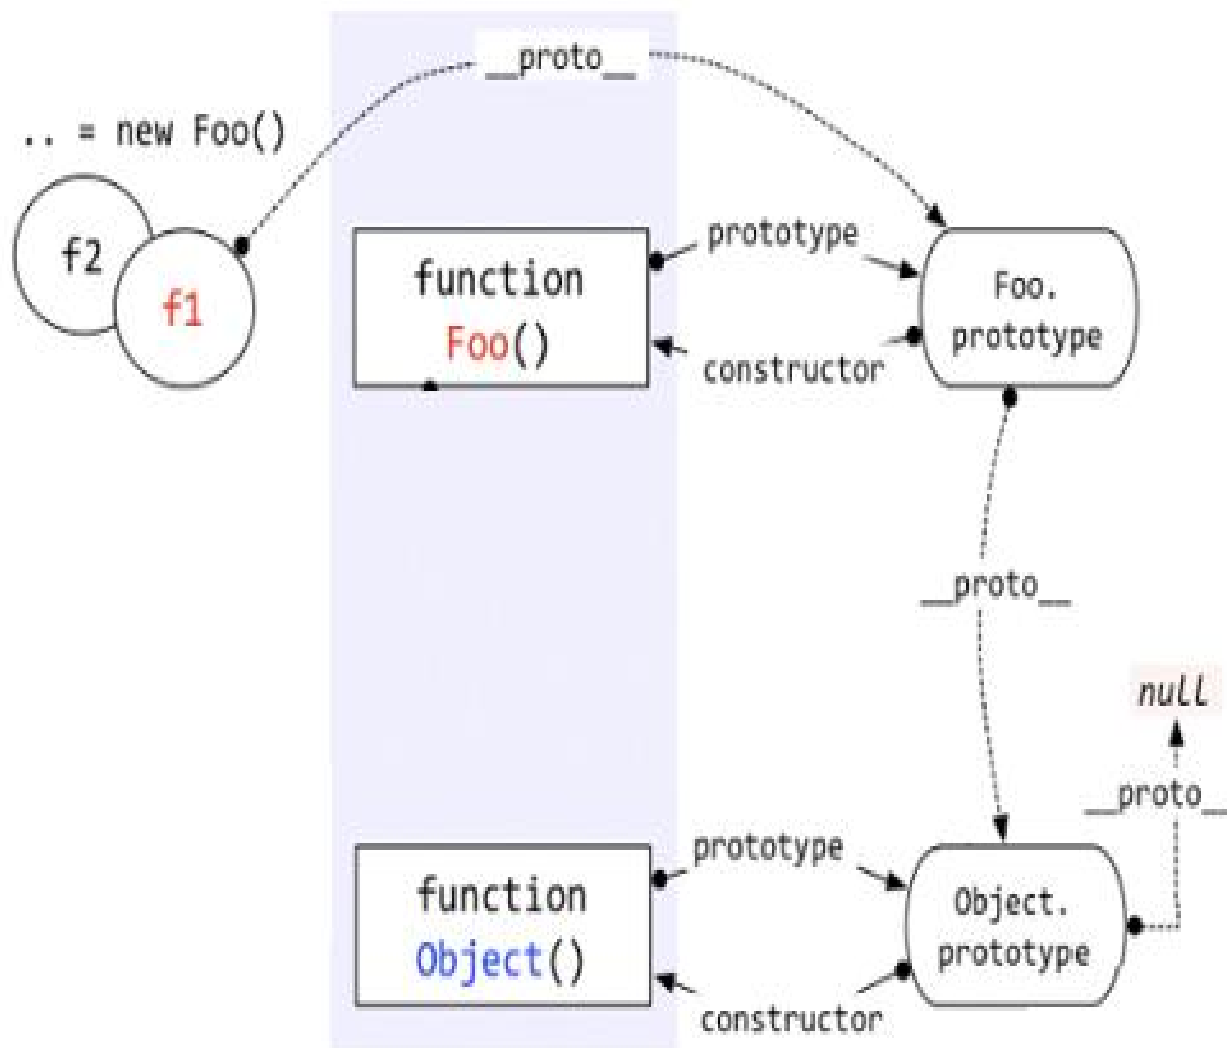 __proto__
.. = new Foo()
f2
f1
function
Foo()
prototype
constructor
Foo.
prototype
__proto__
null
__proto__
function
Object()
prototype
constructor
Object.
prototype